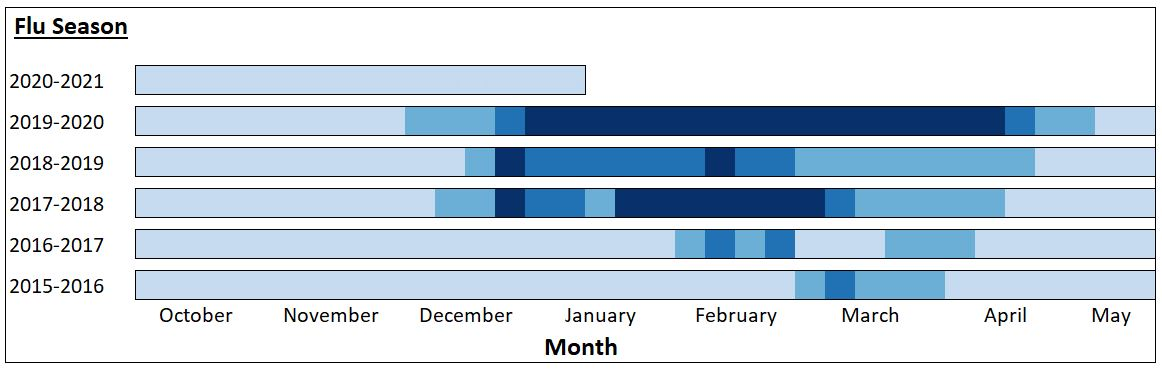 Flu Season
2020-2021
2019-2020
2018-2019
2017-2018
2016-2017
2015-2016
October November December January February March April May
Month